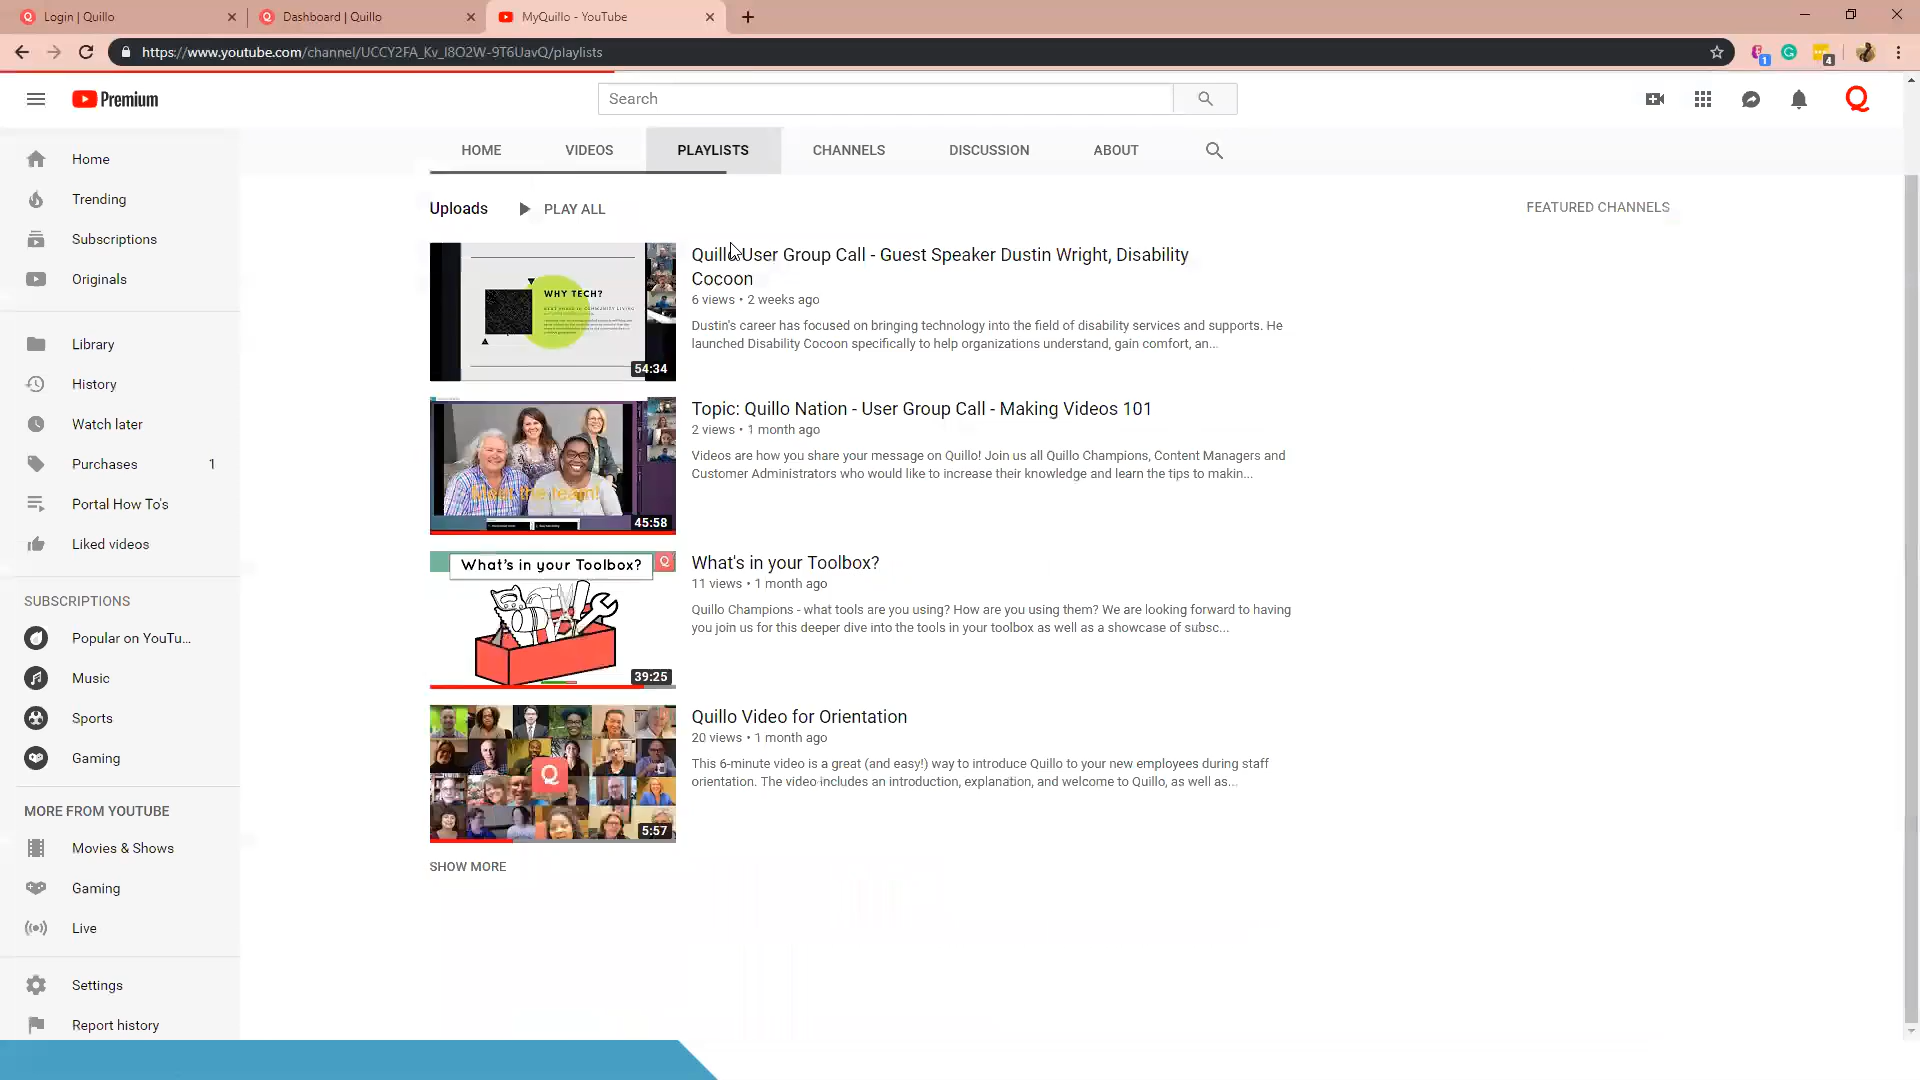 Login | Quillo
Dashboard | Quillo
MyQuillo - YouTube
https://www.youtube.com/channel/UCCY2FA_Kv_I8O2W-9T6UavQ/playlists
1
4
Premium
Search
Q
HOME
VIDEOS
PLAYLISTS
CHANNELS
DISCUSSION
ABOUT
Home
Trending
Subscriptions
Originals
Library
History
Watch later
Purchases 1
Portal How To's
Liked videos
SUBSCRIPTIONS
Popular on YouTu...
Music
Sports
Gaming
MORE FROM YOUTUBE
Movies & Shows
Gaming
Live
Settings
Report history
Uploads
PLAY ALL
FEATURED CHANNELS
WHY TECH?
54:34
Quillo User Group Call - Guest Speaker Dustin Wright, Disability
Cocoon
6 views • 2 weeks ago
Dustin's career has focused on bringing technology into the field of disability services and supports. He
launched Disability Cocoon specifically to help organizations understand, gain comfort, an...
Meet the team!
45:58
Topic: Quillo Nation - User Group Call - Making Videos 101
2 views • 1 month ago
Videos are how you share your message on Quillo! Join us all Quillo Champions, Content Managers and
Customer Administrators who would like to increase their knowledge and learn the tips to makin...
What's in your Toolbox?
Q
39:25
What's in your Toolbox?
11 views • 1 month ago
Quillo Champions - what tools are you using? How are you using them? We are looking forward to having
you join us for this deeper dive into the tools in your toolbox as well as a showcase of subsc...
Q
5:57
Quillo Video for Orientation
20 views • 1 month ago
This 6-minute video is a great (and easy!) way to introduce Quillo to your new employees during staff
orientation. The video includes an introduction, explanation, and welcome to Quillo, as well as...
SHOW MORE